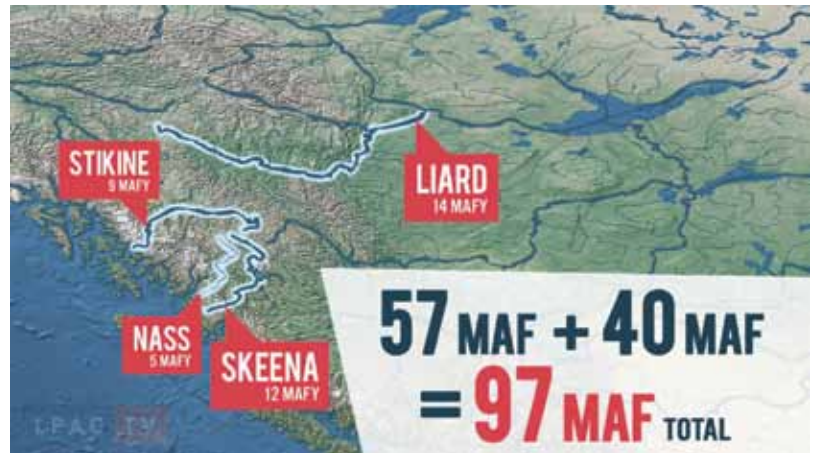 STIKINE
9 MAFY
LIARD
14 MAFY
NASS
5 MAFY
SKEENA
12 MAFY
57 MAF + 40 MAF
= 97 MAF TOTAL
LPAC TV